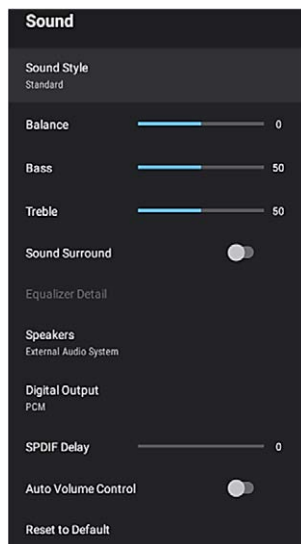 Sound
Sound Style
Standard
Balance 0
Bass 50
Treble 50
Sound Surround
Equalizer Detail
Speakers
External Audio System
Digital Output
PCM
SPDIF Delay 0
Auto Volume Control
Reset to Default